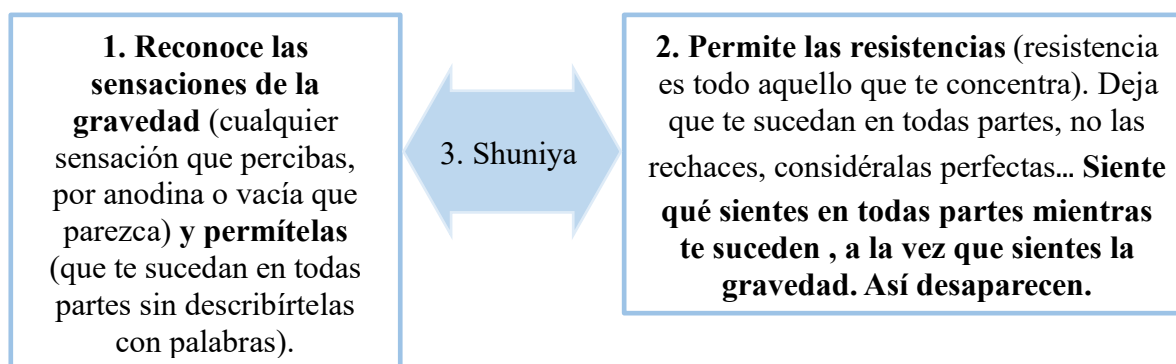 1. Reconoce las
sensaciones de la
gravedad (cualquier
sensación que percibas,
por anodina o vacía que
parezca) y permítelas
(que te sucedan en todas
partes sin describírtelas
con palabras).
3. Shuniya
2. Permite las resistencias (resistencia
es todo aquello que te concentra). Deja
que te sucedan en todas partes, no las
rechaces, considéralas perfectas... Siente
qué sientes en todas partes mientras
te suceden , a la vez que sientes la
gravedad. Así desaparecen.